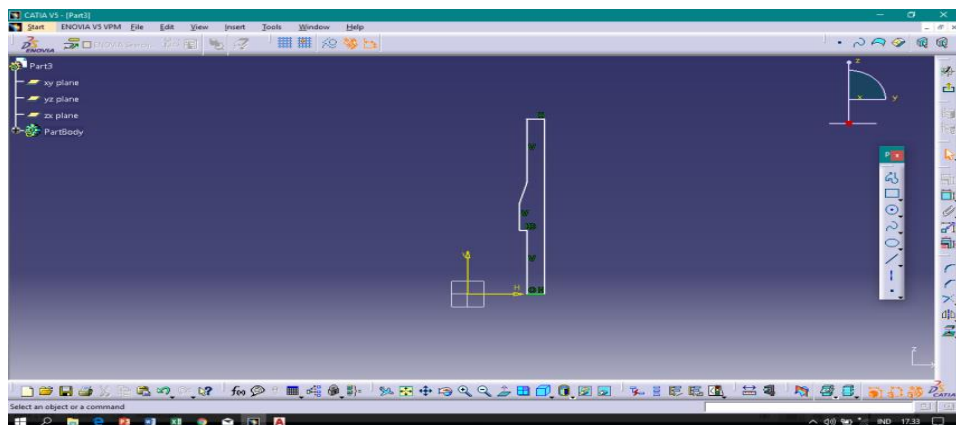 CATIA V5 - [Part3]
Start ENOVIA V5 VPM File Edit View Insert Tools Window Help
ENOVIA
Part3
xy plane
yz plane
zx plane
PartBody
z
x y
P...
V
V
V
V
H
H
z
f(x)
CATIA
Select an object or a command
IND 17.33